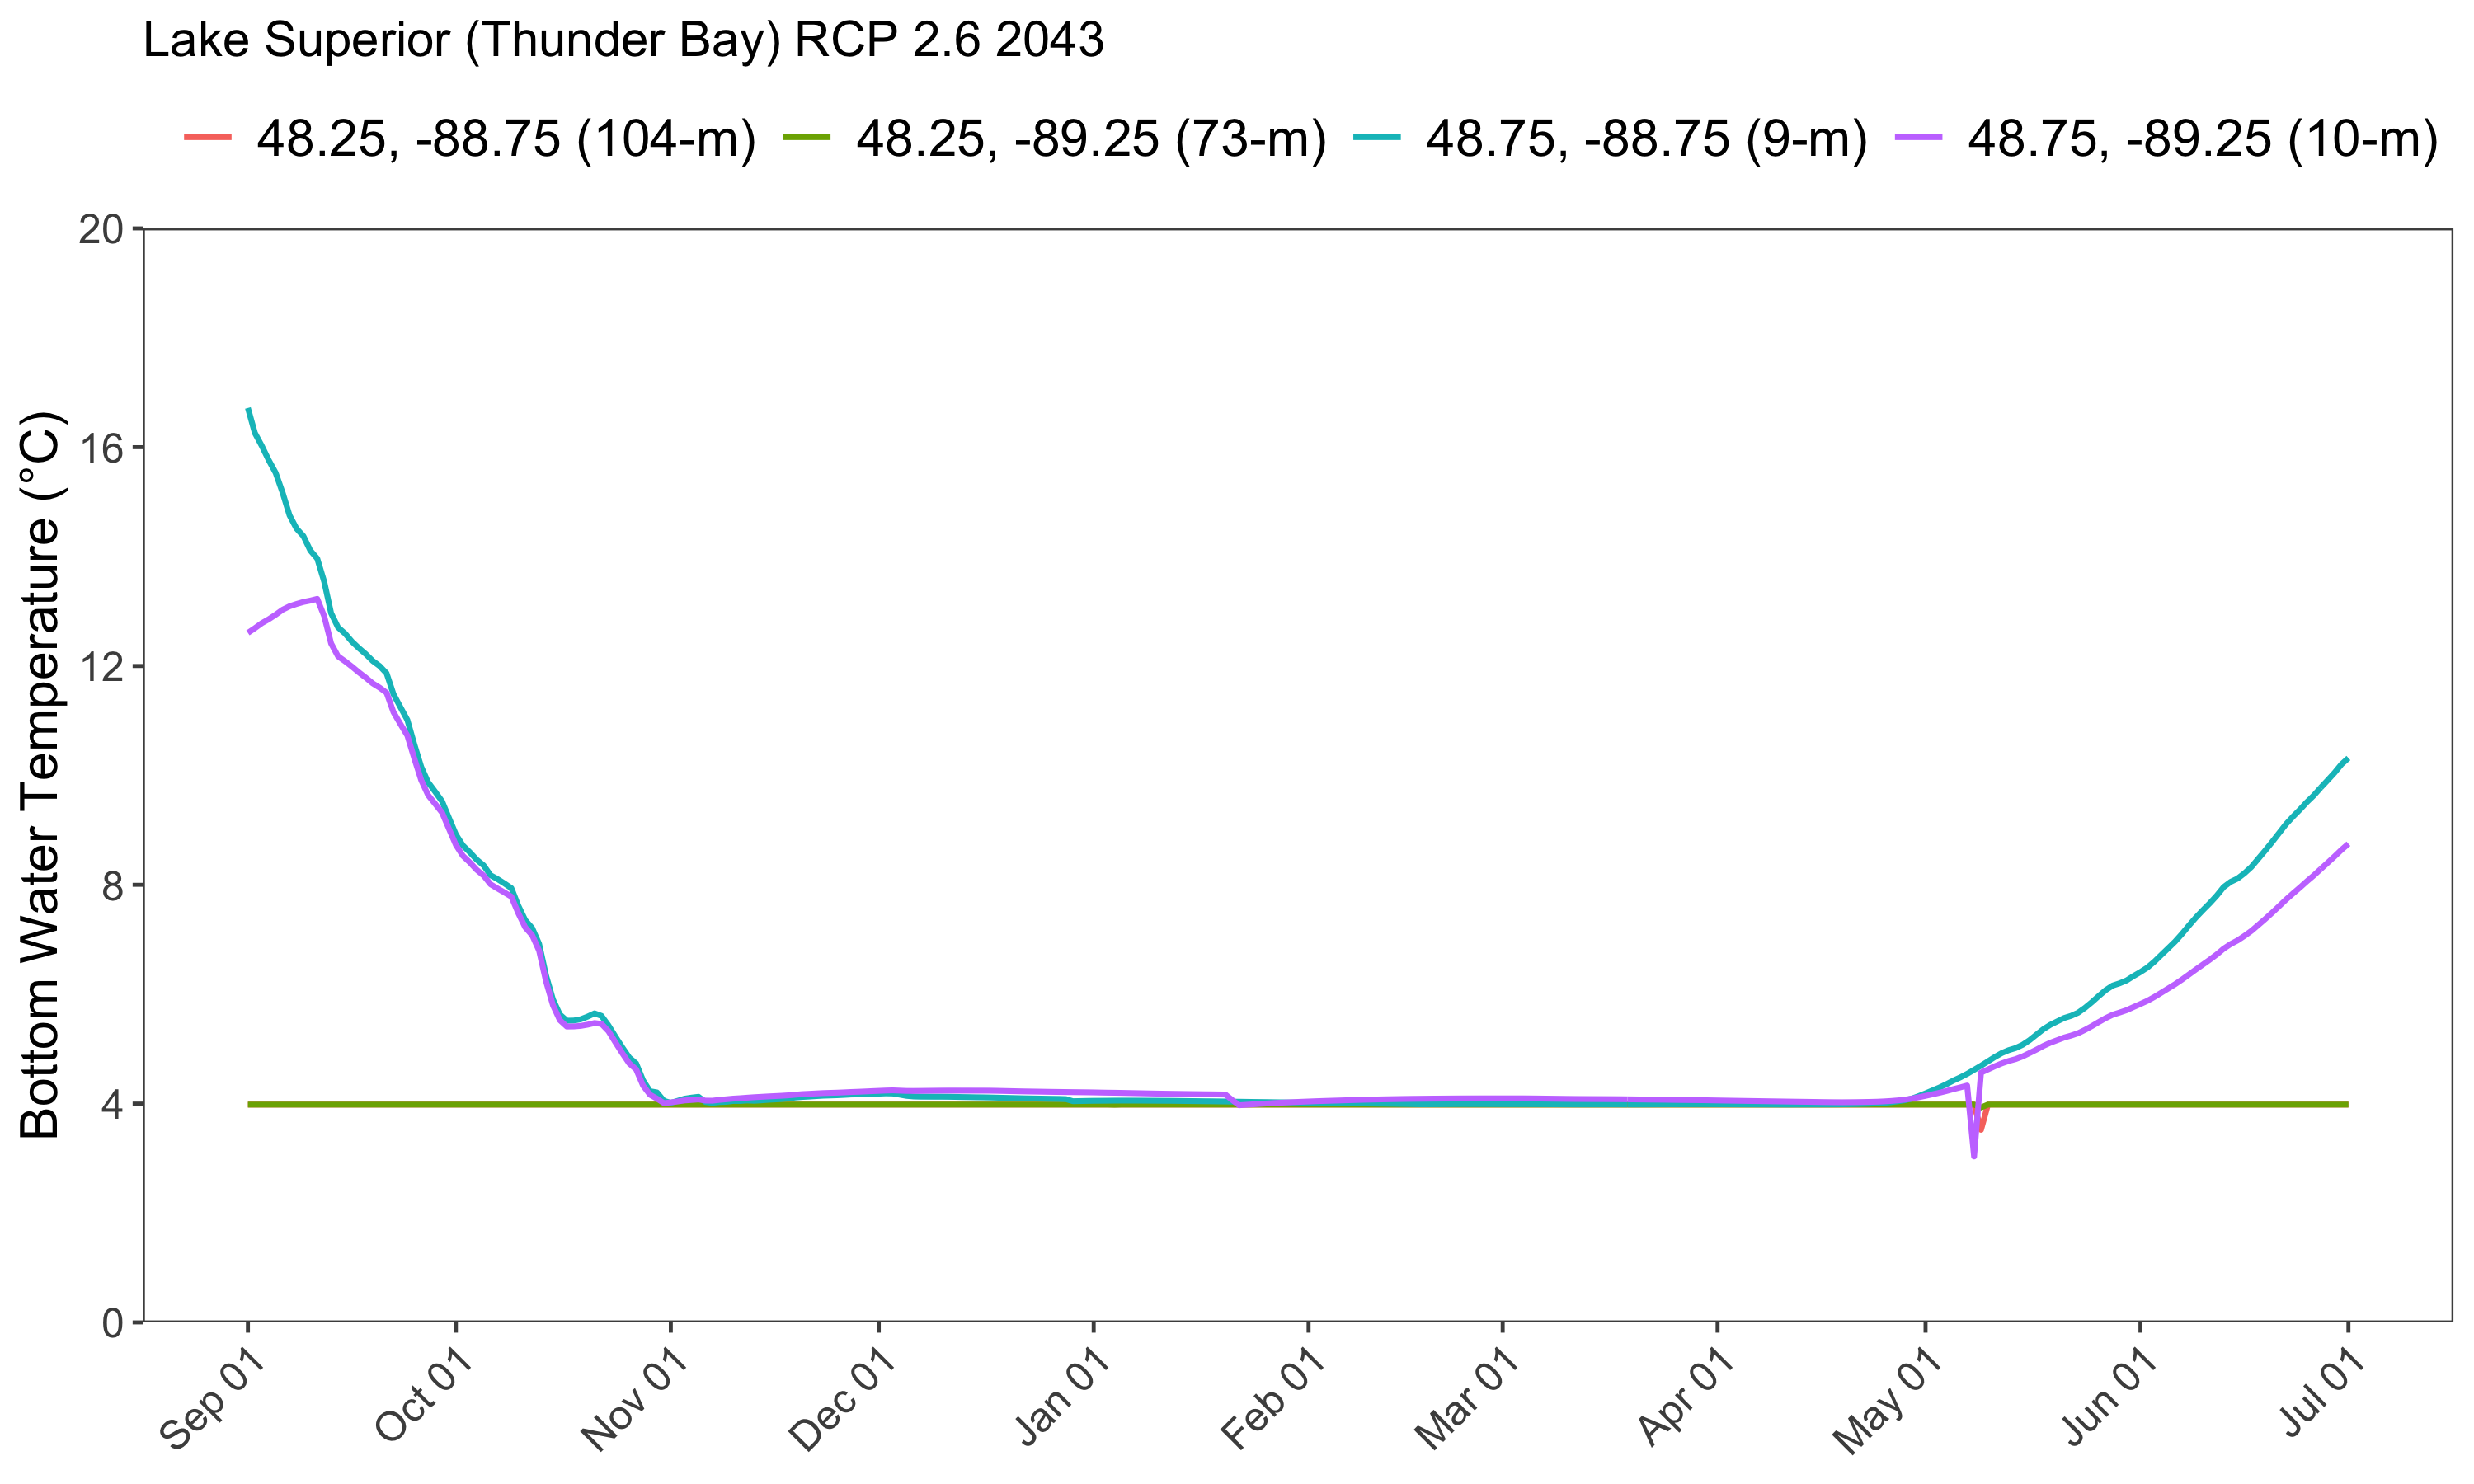 Lake Superior (Thunder Bay) RCP 2.6 2043
48.25, -88.75 (104-m) 48.25, -89.25 (73-m) 48.75, -88.75 (9-m) 48.75, -89.25 (10-m)
Bottom Water Temperature (°C)
20
16
12
8
4
0
Sep 01 Oct 01 Nov 01 Dec 01 Jan 01 Feb 01 Mar 01 Apr 01 May 01 Jun 01 Jul 01